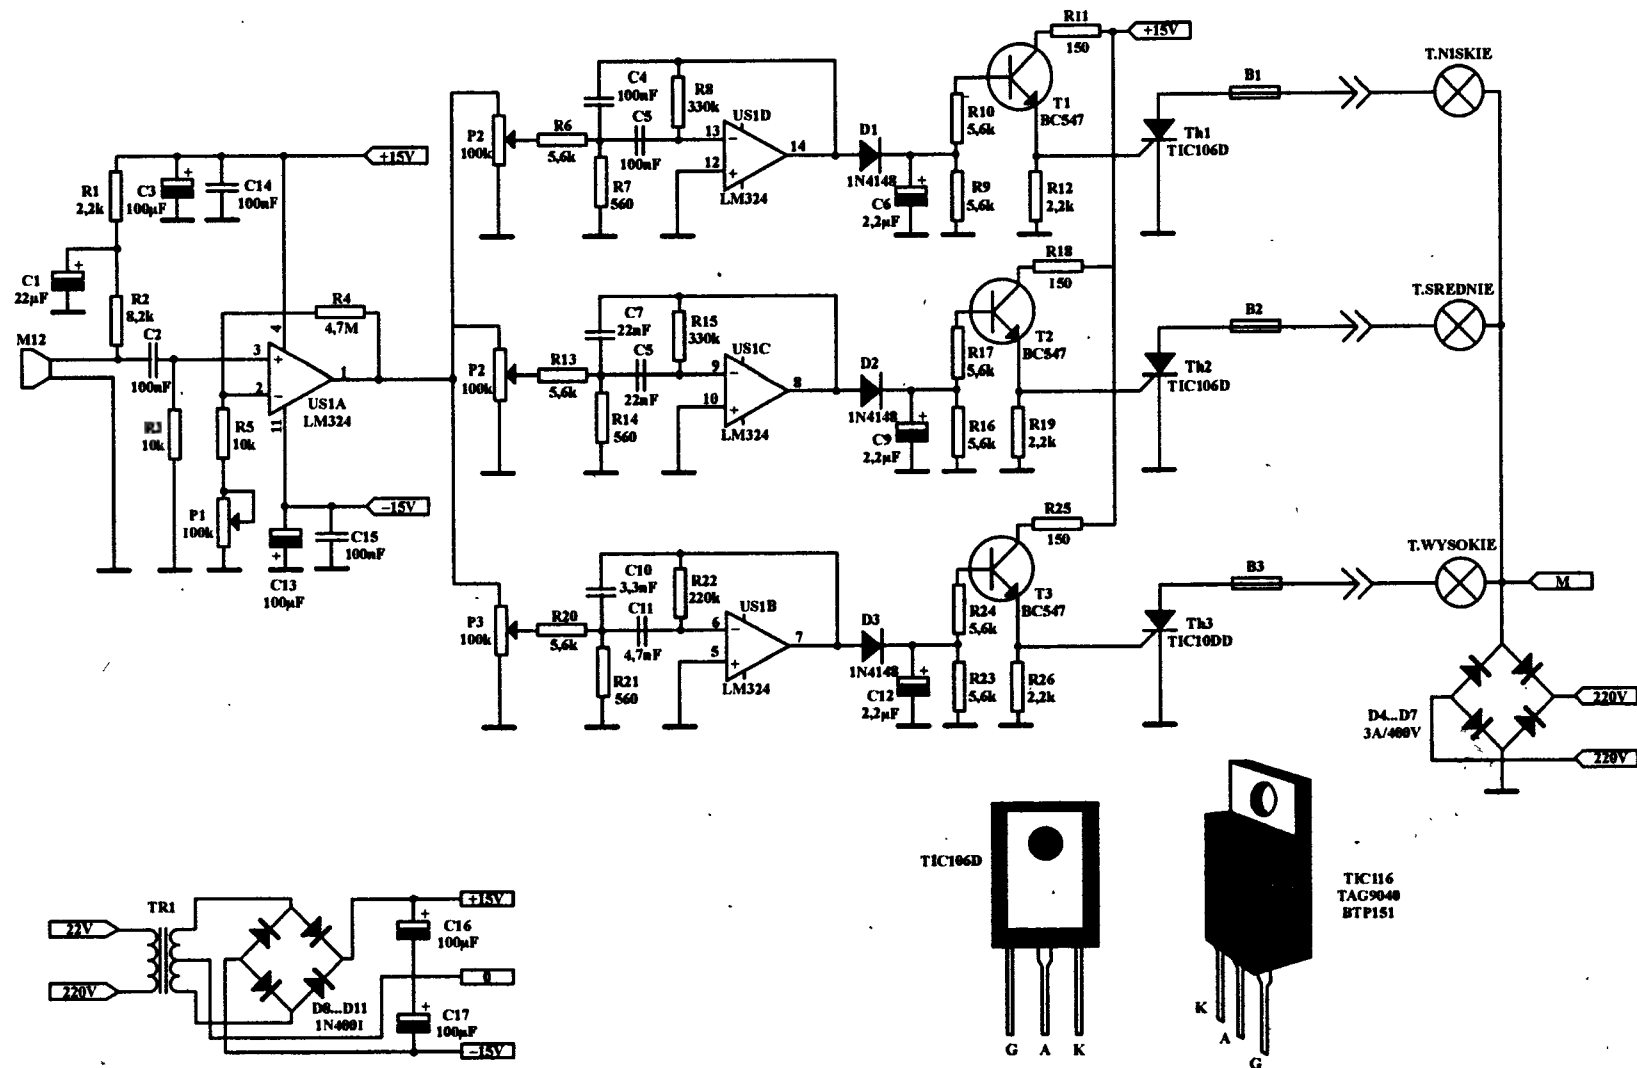 R11
150
+15V
T.NISKIE
C4
100nF
R8
330k
C5
100nF
US1D
13
12
14
LM324
P2
100k
R6
5,6k
R7
560
D1
1N4148
C6
2,2µF
R10
5,6k
R9
5,6k
T1
BC547
R12
2,2k
B1
Th1
TIC106D
+15V
R1
2,2k
C3
100µF
C14
100nF
C1
22µF
R2
8,2k
R4
4,7M
M12
C2
100nF
3
2
4
11
1
US1A
LM324
10k
R5
10k
P1
100k
-15V
C15
100nF
C13
100µF
R18
150
T.SREDNIE
C7
22nF
R15
330k
C5
22nF
US1C
9
10
8
LM324
P2
100k
R13
5,6k
R14
560
D2
1N4148
C9
2,2µF
R17
5,6k
R16
5,6k
T2
BC547
R19
2,2k
B2
Th2
TIC106D
R25
150
T.WYSOKIE
C10
3,3nF
R22
220k
C11
4,7nF
US1B
6
5
7
LM324
P3
100k
R20
5,6k
R21
560
D3
1N4148
C12
2,2µF
R24
5,6k
R23
5,6k
T3
BC547
R26
2,2k
B3
Th3
TIC10DD
M
D4...D7
3A/400V
220V
220V
TR1
22V
220V
D8...D11
1N4001
C16
100µF
C17
100µF
+15V
0
-15V
TIC106D
G A K
TIC116
TAG9040
BTP151
K
A
G